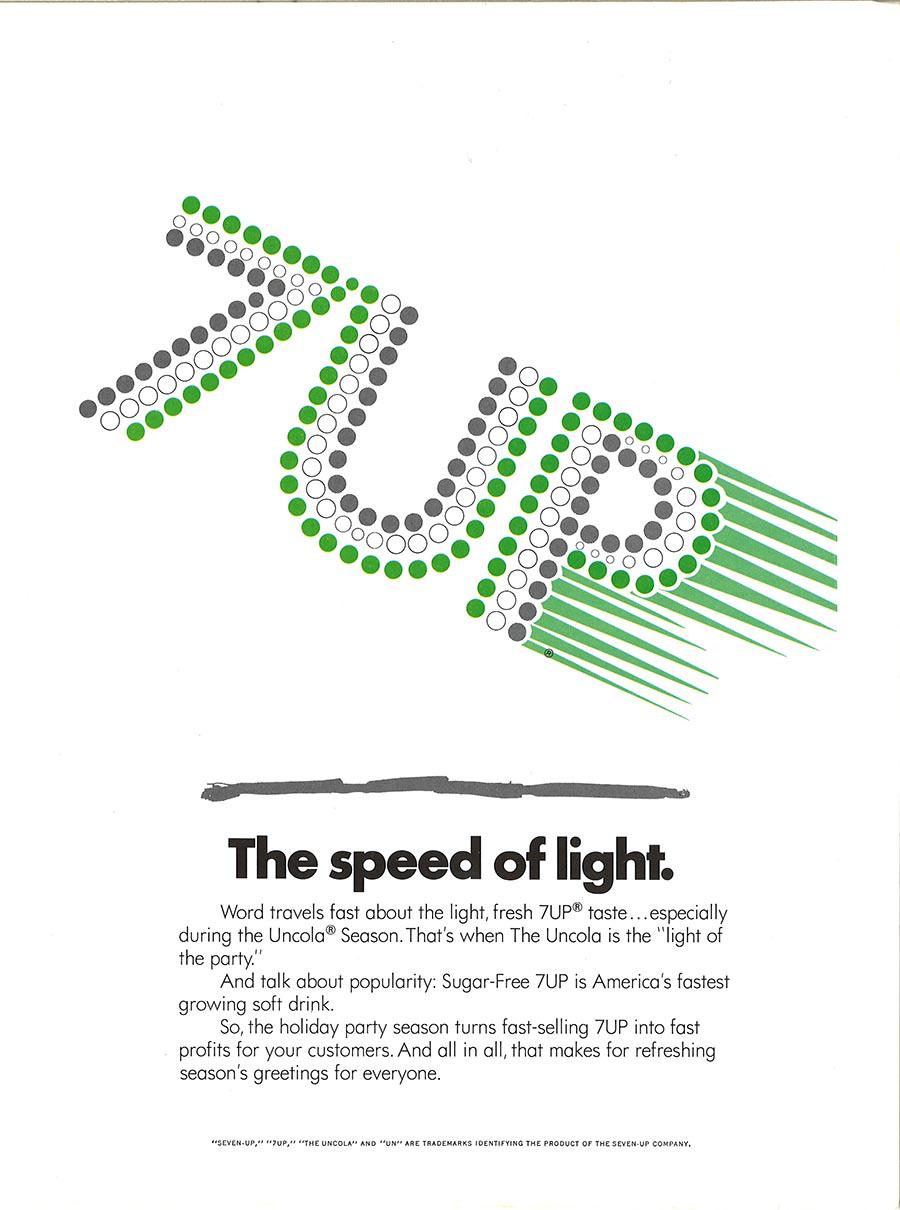 7UP
®
The speed of light.
Word travels fast about the light, fresh 7UP® taste...especially
during the Uncola® Season. That's when The Uncola is the "light of
the party."
And talk about popularity: Sugar-Free 7UP is America's fastest
growing soft drink.
So, the holiday party season turns fast-selling 7UP into fast
profits for your customers. And all in all, that makes for refreshing
season's greetings for everyone.
"SEVEN-UP," "7UP," "THE UNCOLA" AND "UN" ARE TRADEMARKS IDENTIFYING THE PRODUCT OF THE SEVEN-UP COMPANY.